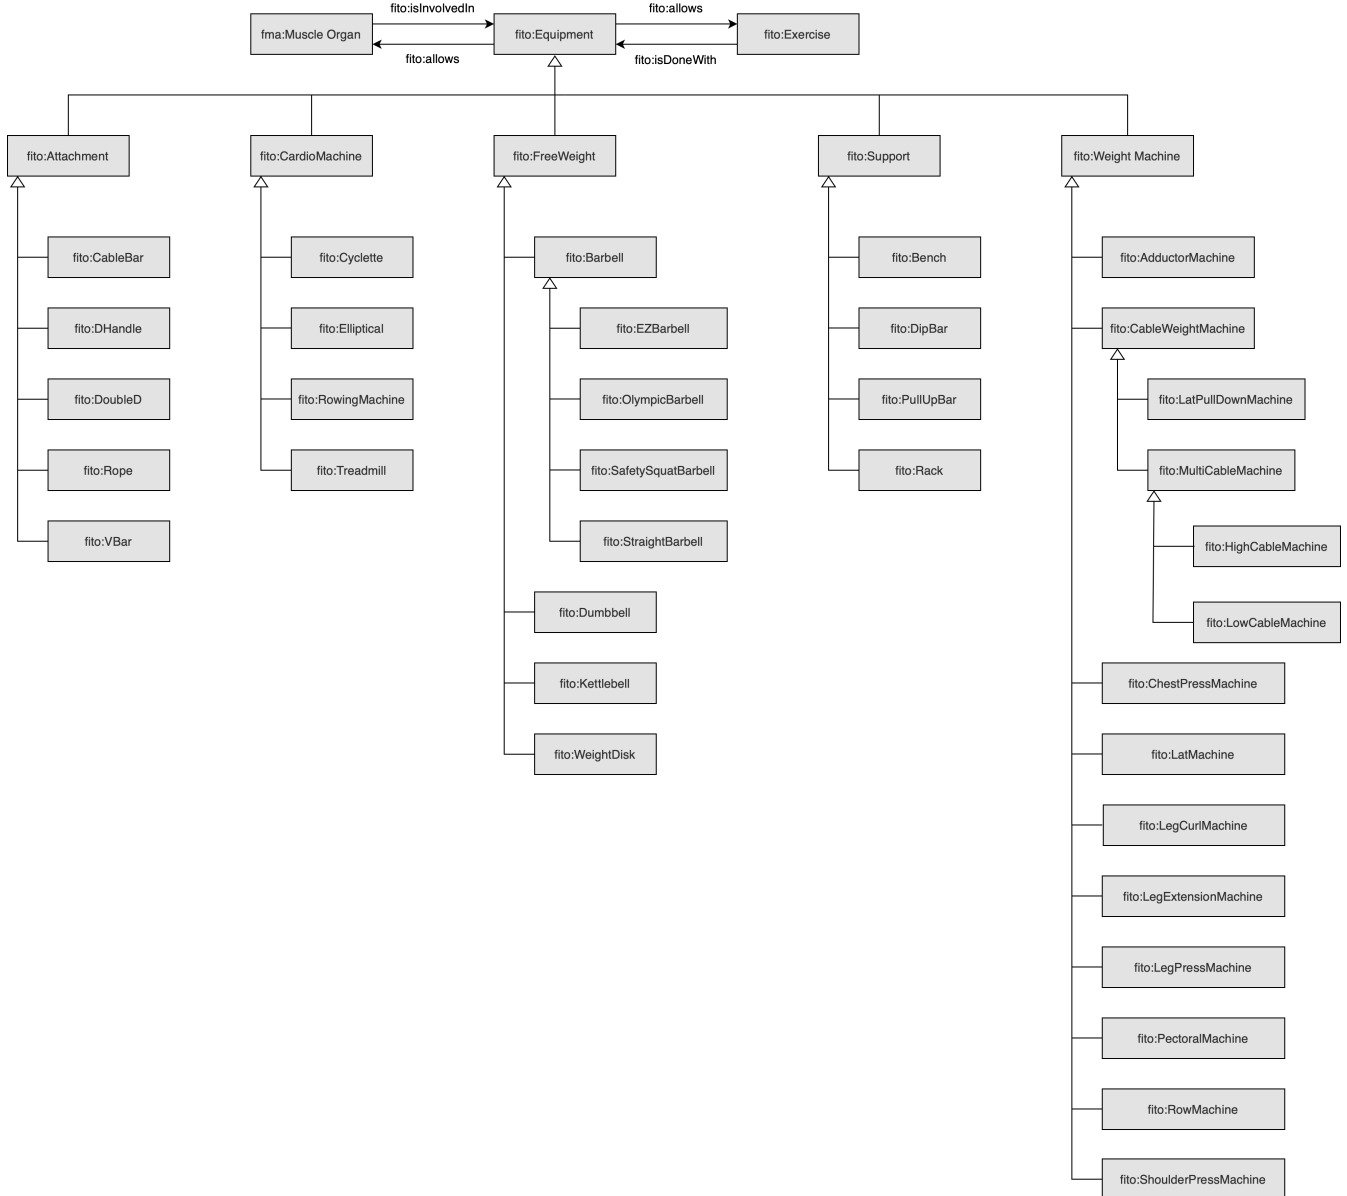 fito:isInvolvedIn
fito:allows
fma:Muscle Organ
fito:Equipment
fito:Exercise
fito:allows
fito:isDoneWith
fito:Attachment
fito:CardioMachine
fito:FreeWeight
fito:Support
fito:Weight Machine
fito:CableBar
fito:DHandle
fito:DoubleD
fito:Rope
fito:VBar
fito:Cyclette
fito:Elliptical
fito:RowingMachine
fito:Treadmill
fito:Barbell
fito:EZBarbell
fito:OlympicBarbell
fito:SafetySquatBarbell
fito:StraightBarbell
fito:Dumbbell
fito:Kettlebell
fito:WeightDisk
fito:Bench
fito:DipBar
fito:PullUpBar
fito:Rack
fito:AdductorMachine
fito:CableWeightMachine
fito:LatPullDownMachine
fito:MultiCableMachine
fito:HighCableMachine
fito:LowCableMachine
fito:ChestPressMachine
fito:LatMachine
fito:LegCurlMachine
fito:LegExtensionMachine
fito:LegPressMachine
fito:PectoralMachine
fito:RowMachine
fito:ShoulderPressMachine